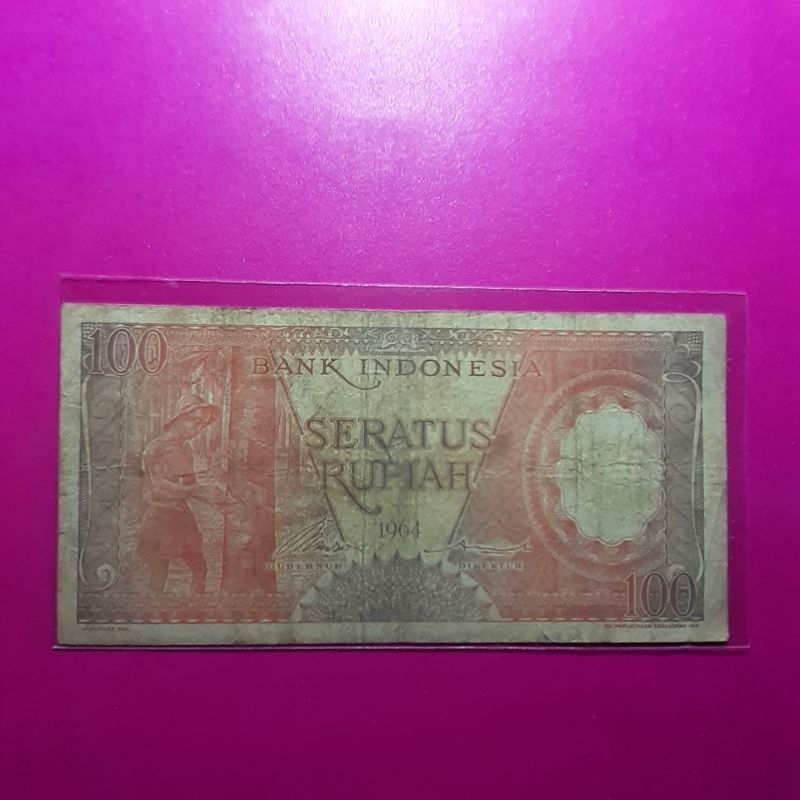 100
BANK INDONESIA
SERATUS
RUPIAH
1964
GUBERNUR
DIREKTUR
100